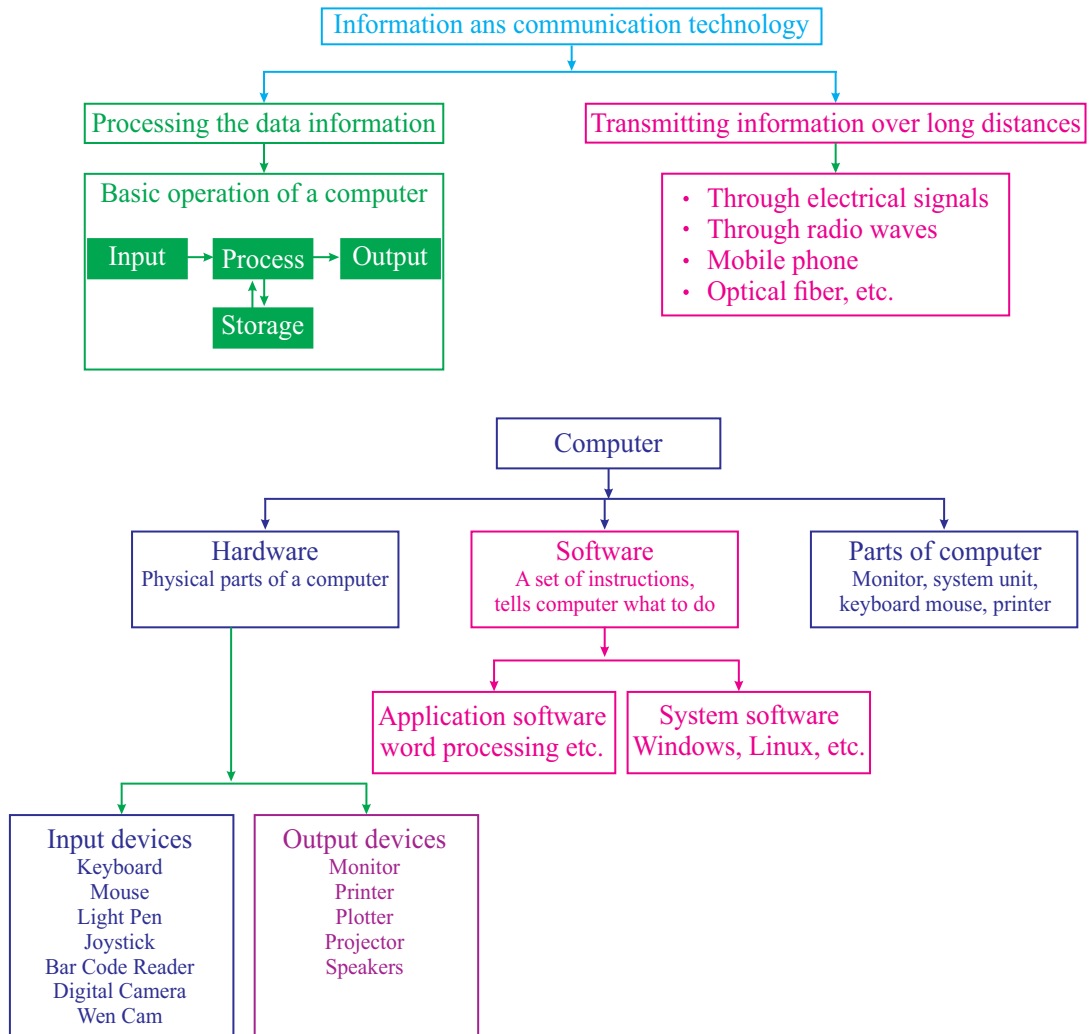 Information ans communication technology
Processing the data information
Transmitting information over long distances
Basic operation of a computer
Input
Process
Output
Storage
• Through electrical signals
• Through radio waves
• Mobile phone
• Optical fiber, etc.
Computer
Hardware
Physical parts of a computer
Software
A set of instructions,
tells computer what to do
Parts of computer
Monitor, system unit,
keyboard mouse, printer
Application software
word processing etc.
System software
Windows, Linux, etc.
Input devices
Keyboard
Mouse
Light Pen
Joystick
Bar Code Reader
Digital Camera
Wen Cam
Output devices
Monitor
Printer
Plotter
Projector
Speakers